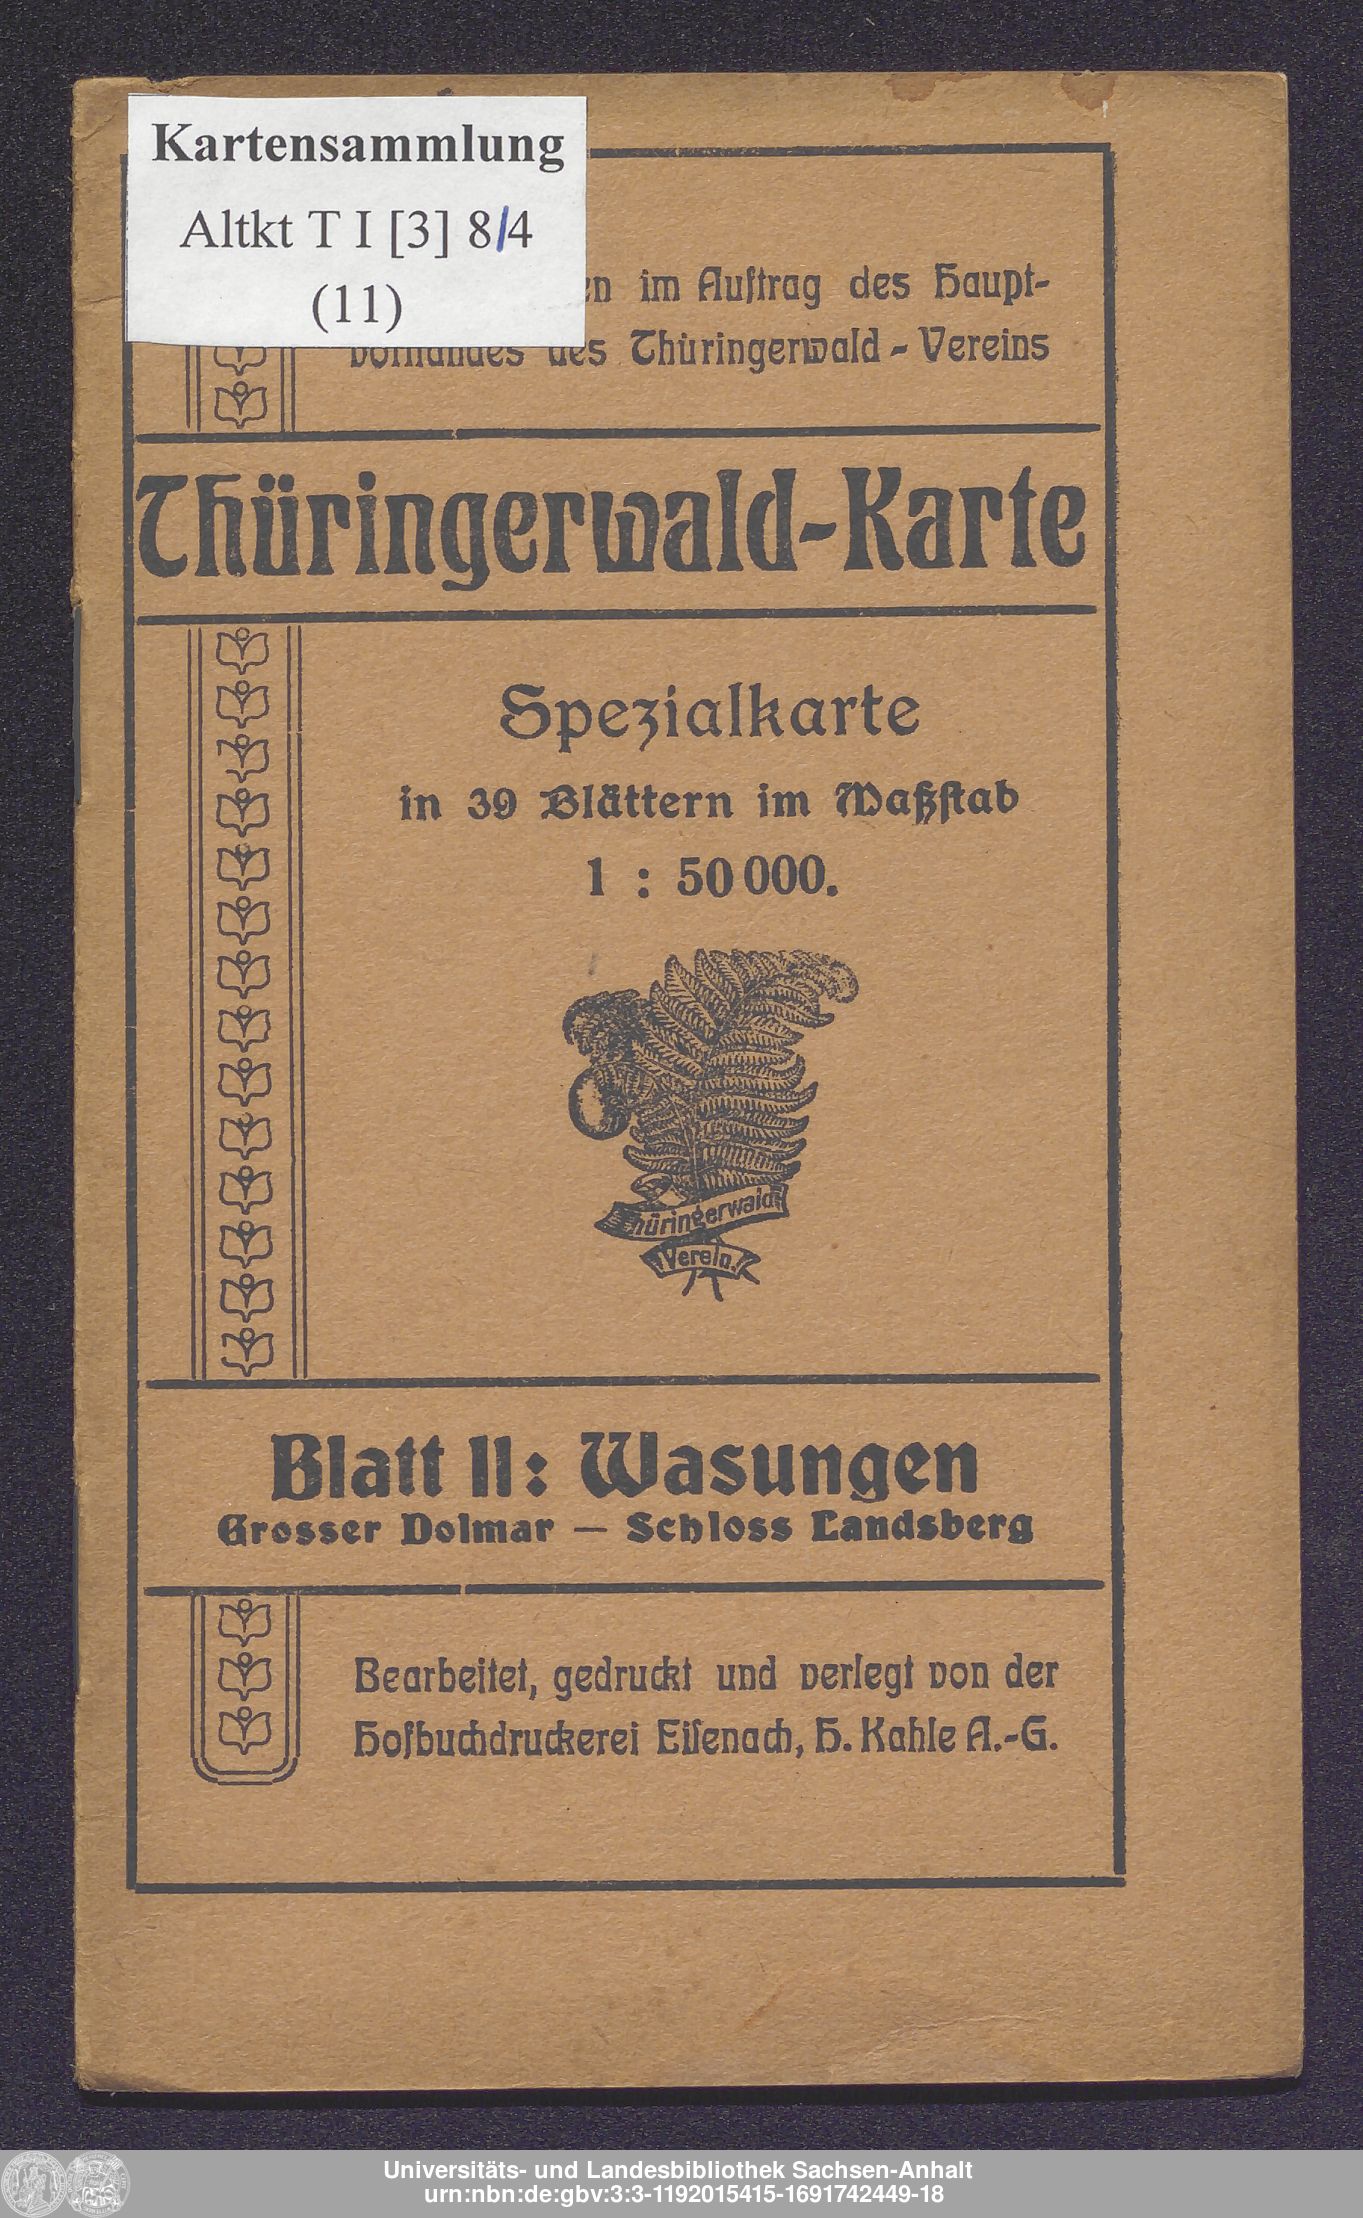 Kartensammlung
Altkt T I [3] 8/4
(11)
im Auftrag des Haupt-
des Thüringerwald-Vereins
Thüringerwald-Karte
Spezialkarte
in 39 Blättern im Maßstab
1 : 50 000.
Thüringerwald-
Verein.
Blatt 11: Wasungen
Grosser Dolmar — Schloss Landsberg
Bearbeitet, gedruckt und verlegt von der
Hofbuchdruckerei Eisenach, H. Kahle A.-G.
Universitäts- und Landesbibliothek Sachsen-Anhalt
urn:nbn:de:gbv:3:3-1192015415-1691742449-18